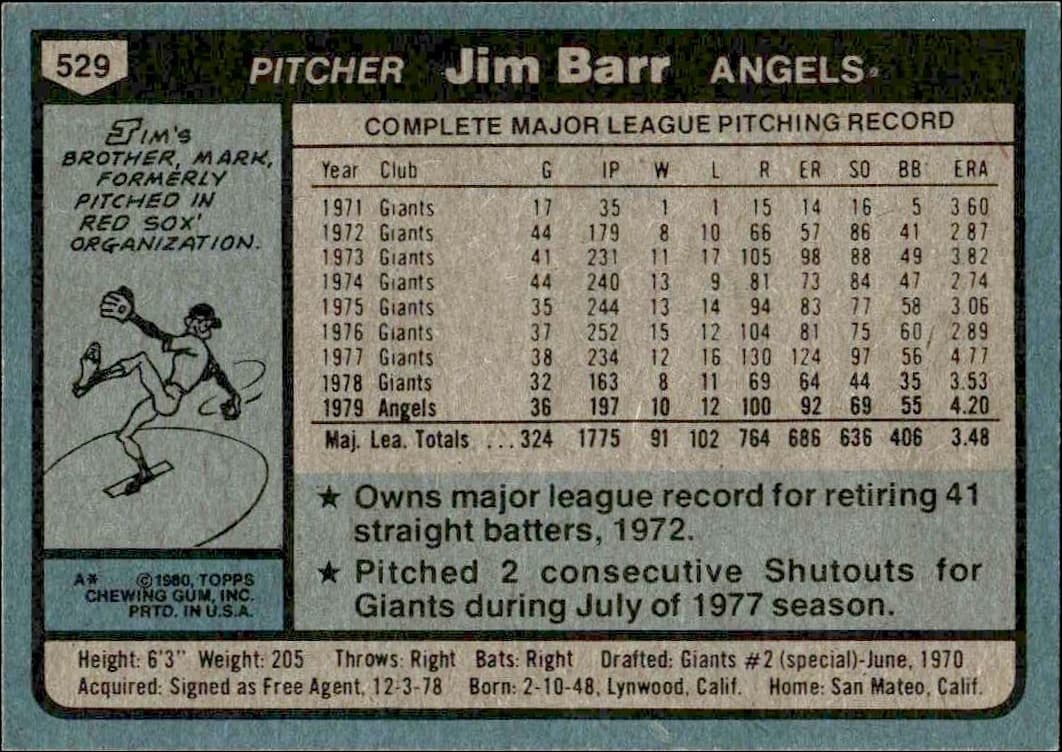 529 PITCHER Jim Barr ANGELS
JIM'S
BROTHER, MARK,
FORMERLY
PITCHED IN
RED SOX'
ORGANIZATION.
A* ©1980, TOPPS
CHEWING GUM, INC.
PRTD. IN U.S.A.
COMPLETE MAJOR LEAGUE PITCHING RECORD
Year Club G IP W L R ER SO BB ERA
1971 Giants 17 35 1 1 15 14 16 5 3.60
1972 Giants 44 179 8 10 66 57 86 41 2.87
1973 Giants 41 231 11 17 105 98 88 49 3.82
1974 Giants 44 240 13 9 81 73 84 47 2.74
1975 Giants 35 244 13 14 94 83 77 58 3.06
1976 Giants 37 252 15 12 104 81 75 60 2.89
1977 Giants 38 234 12 16 130 124 97 56 4.77
1978 Giants 32 163 8 11 69 64 44 35 3.53
1979 Angels 36 197 10 12 100 92 69 55 4.20
Maj. Lea. Totals ...324 1775 91 102 764 686 636 406 3.48
★ Owns major league record for retiring 41
straight batters, 1972.
★ Pitched 2 consecutive Shutouts for
Giants during July of 1977 season.
Height: 6'3" Weight: 205 Throws: Right Bats: Right Drafted: Giants #2 (special)-June, 1970
Acquired: Signed as Free Agent, 12-3-78 Born: 2-10-48, Lynwood, Calif. Home: San Mateo, Calif.